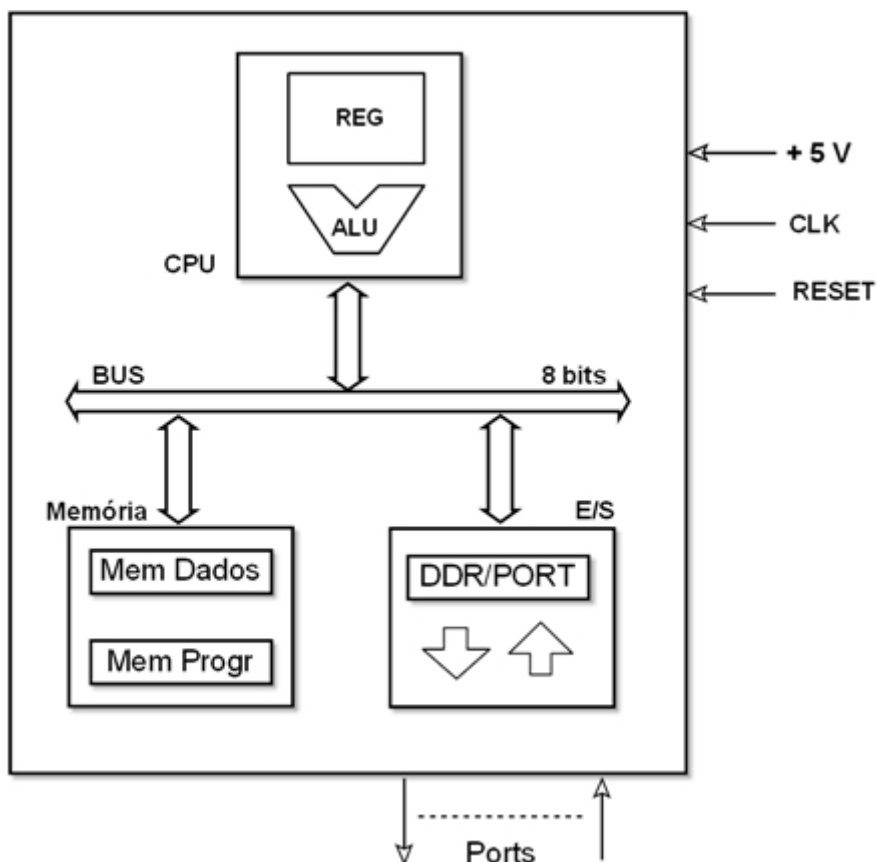 REG
ALU
CPU
+ 5 V
CLK
RESET
BUS 8 bits
Memória
E/S
Mem Dados
DDR/PORT
Mem Progr
Ports